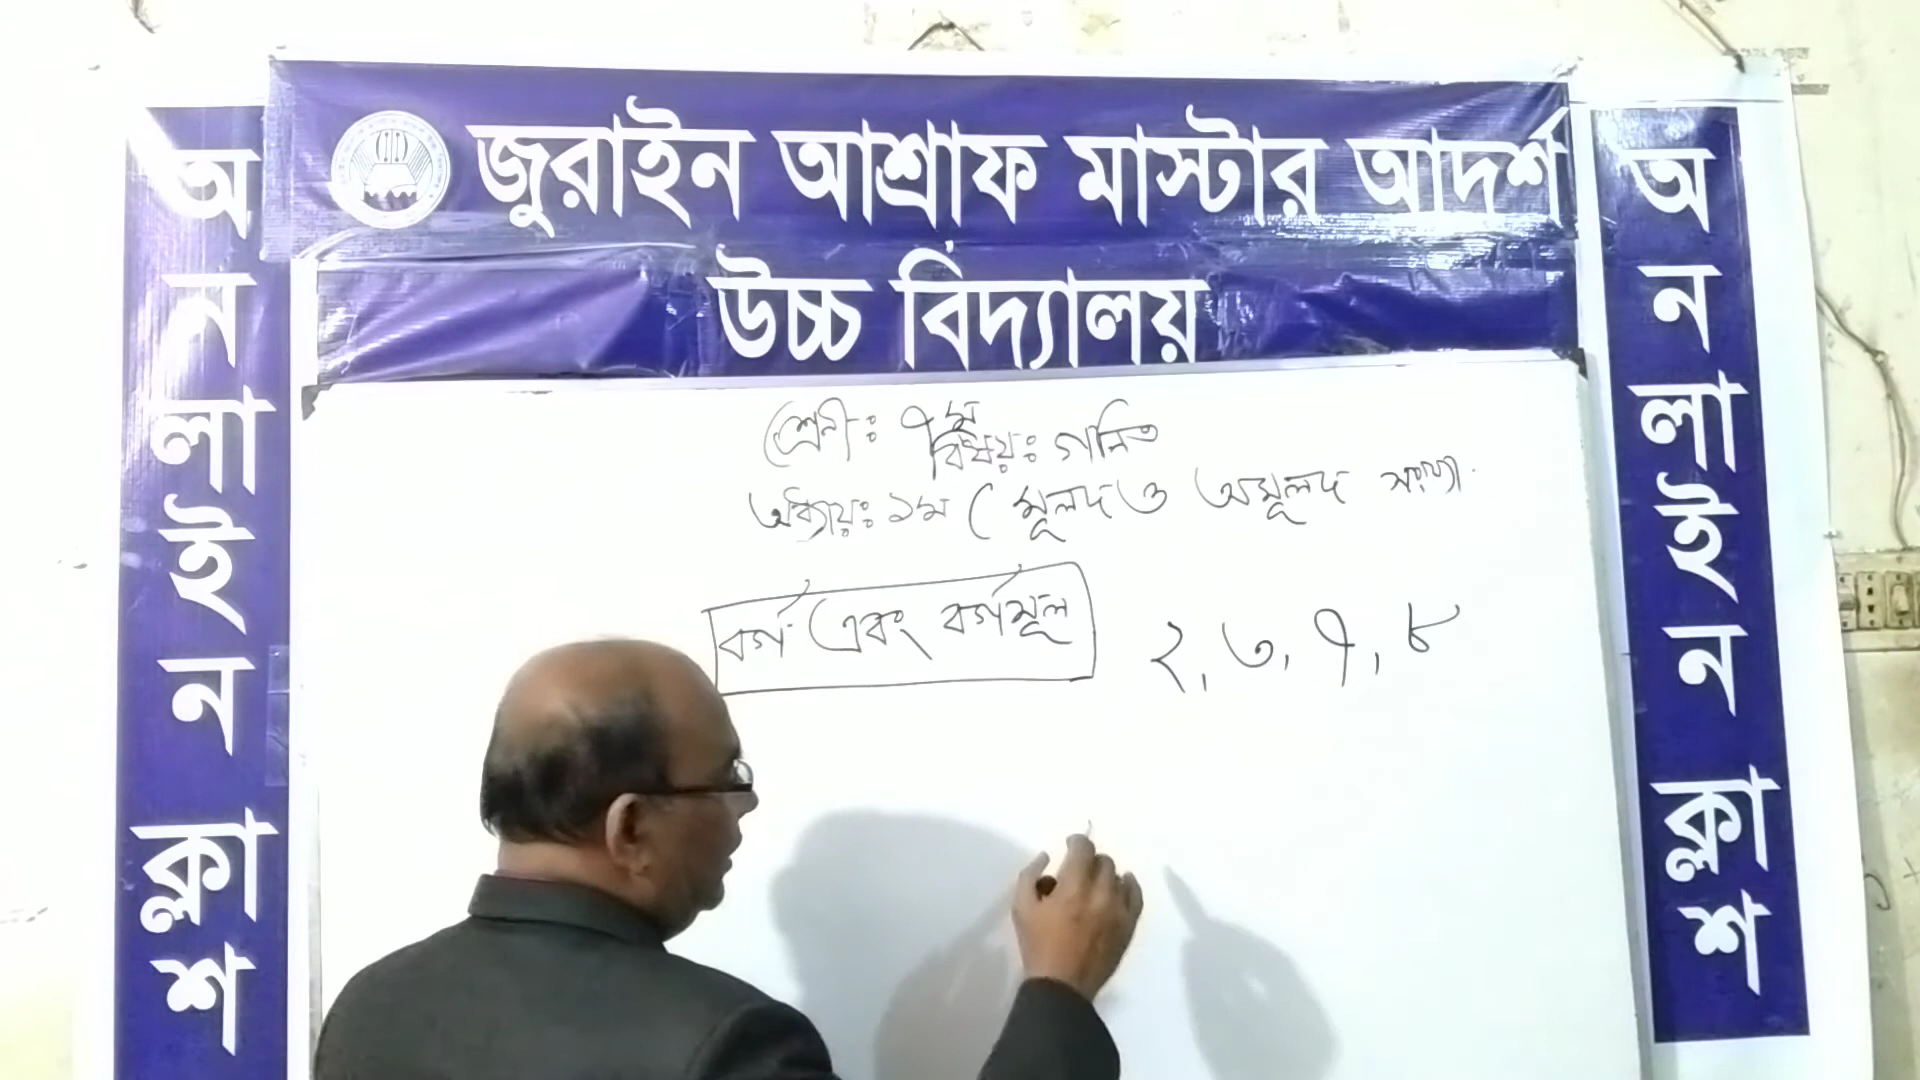 জুরাইন আশ্রাফ মাস্টার আদর্শ
উচ্চ বিদ্যালয়
অনলাইন ক্লাশ
শ্রেণী: ৭ম
বিষয়: গনিত
অধ্যায়: ১ম ( মূলদ ও অমূলদ সংখ্যা
বর্গ এবং বর্গমূল
২, ৩, ৭, ৮
অনলাইন ক্লাশ